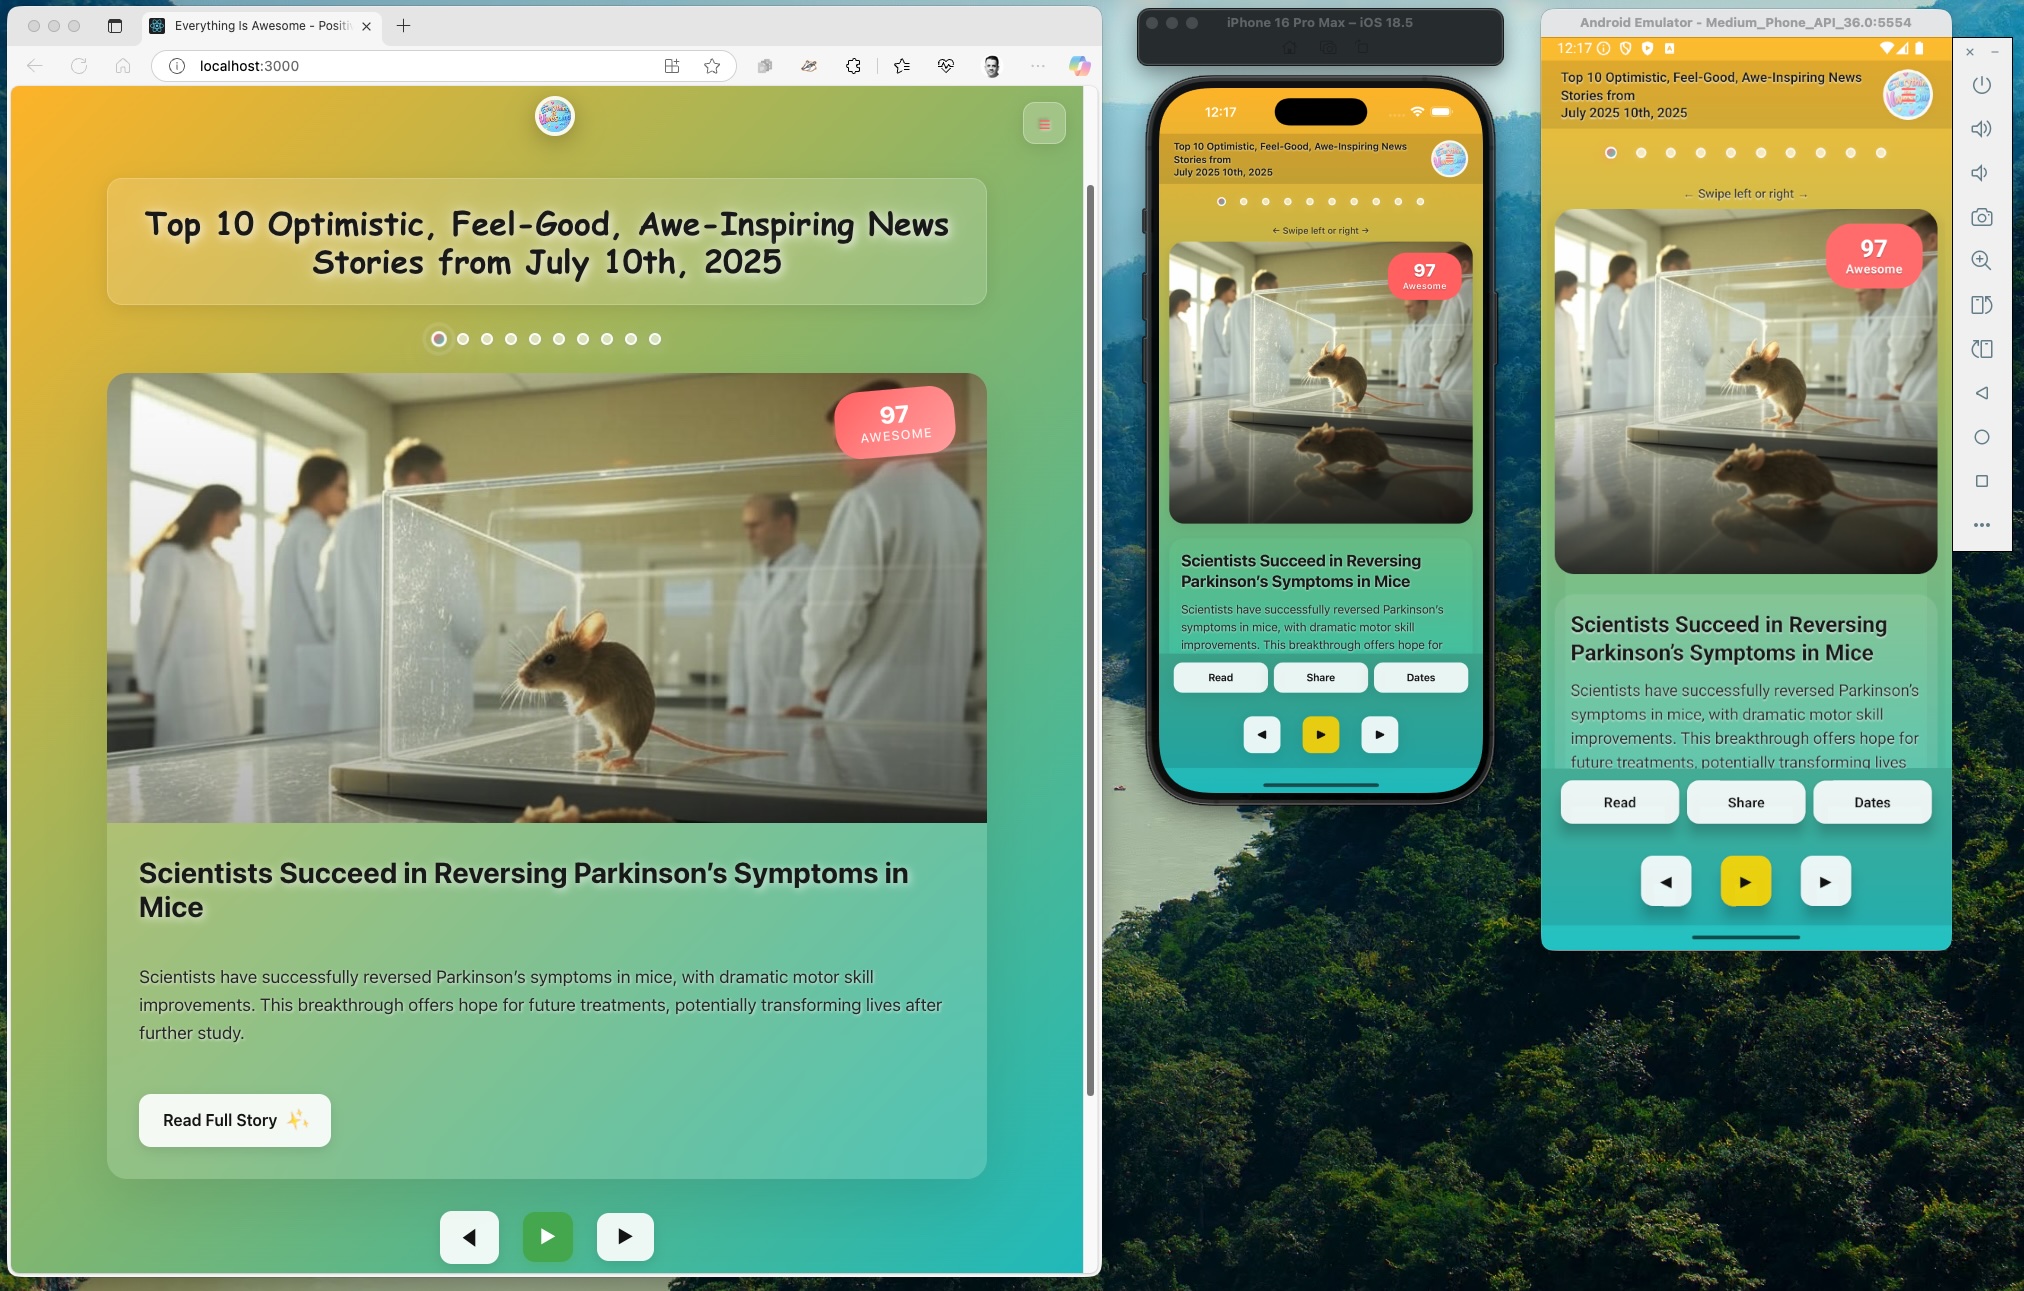 Everything Is Awesome - Positi
localhost:3000
Top 10 Optimistic, Feel-Good, Awe-Inspiring News
Stories from July 10th, 2025
97
AWESOME
Scientists Succeed in Reversing Parkinson’s Symptoms in
Mice
Scientists have successfully reversed Parkinson’s symptoms in mice, with dramatic motor skill
improvements. This breakthrough offers hope for future treatments, potentially transforming lives after
further study.
Read Full Story ✨
iPhone 16 Pro Max – iOS 18.5
12:17
Top 10 Optimistic, Feel-Good, Awe-Inspiring News
Stories from
July 2025 10th, 2025
← Swipe left or right →
97
Awesome
Scientists Succeed in Reversing
Parkinson’s Symptoms in Mice
Scientists have successfully reversed Parkinson’s
symptoms in mice, with dramatic motor skill
improvements. This breakthrough offers hope for
Read
Share
Dates
Android Emulator - Medium_Phone_API_36.0:5554
12:17
Top 10 Optimistic, Feel-Good, Awe-Inspiring News
Stories from
July 2025 10th, 2025
← Swipe left or right →
97
Awesome
Scientists Succeed in Reversing
Parkinson’s Symptoms in Mice
Scientists have successfully reversed Parkinson’s
symptoms in mice, with dramatic motor skill
improvements. This breakthrough offers hope for
future treatments, potentially transforming lives
Read
Share
Dates